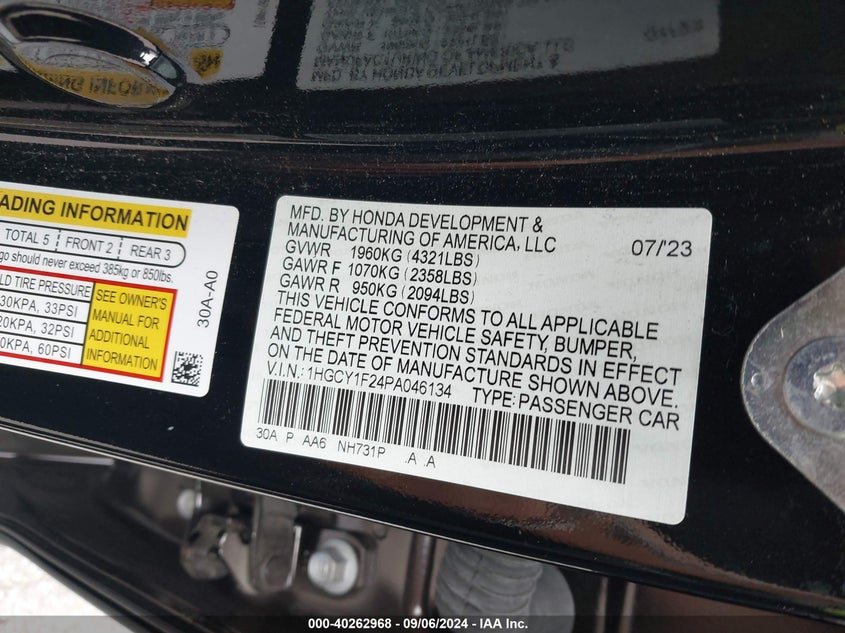 ADING INFORMATION
TOTAL 5 FRONT 2 REAR 3
go should never exceed 385kg or 850lbs.
LD TIRE PRESSURE
30KPA, 33PSI
20KPA, 32PSI
0KPA, 60PSI
SEE OWNER'S
MANUAL FOR
ADDITIONAL
INFORMATION
30A-A0
MFD. BY HONDA DEVELOPMENT &
MANUFACTURING OF AMERICA, LLC 07/'23
GVWR 1960KG (4321LBS)
GAWR F 1070KG (2358LBS)
GAWR R 950KG (2094LBS)
THIS VEHICLE CONFORMS TO ALL APPLICABLE
FEDERAL MOTOR VEHICLE SAFETY, BUMPER,
AND THEFT PREVENTION STANDARDS IN EFFECT
ON THE DATE OF MANUFACTURE SHOWN ABOVE.
V.I.N.:1HGCY1F24PA046134 TYPE:PASSENGER CAR
30A P AA6 NH731P .A .A
000-40262968 - 09/06/2024 - IAA Inc.